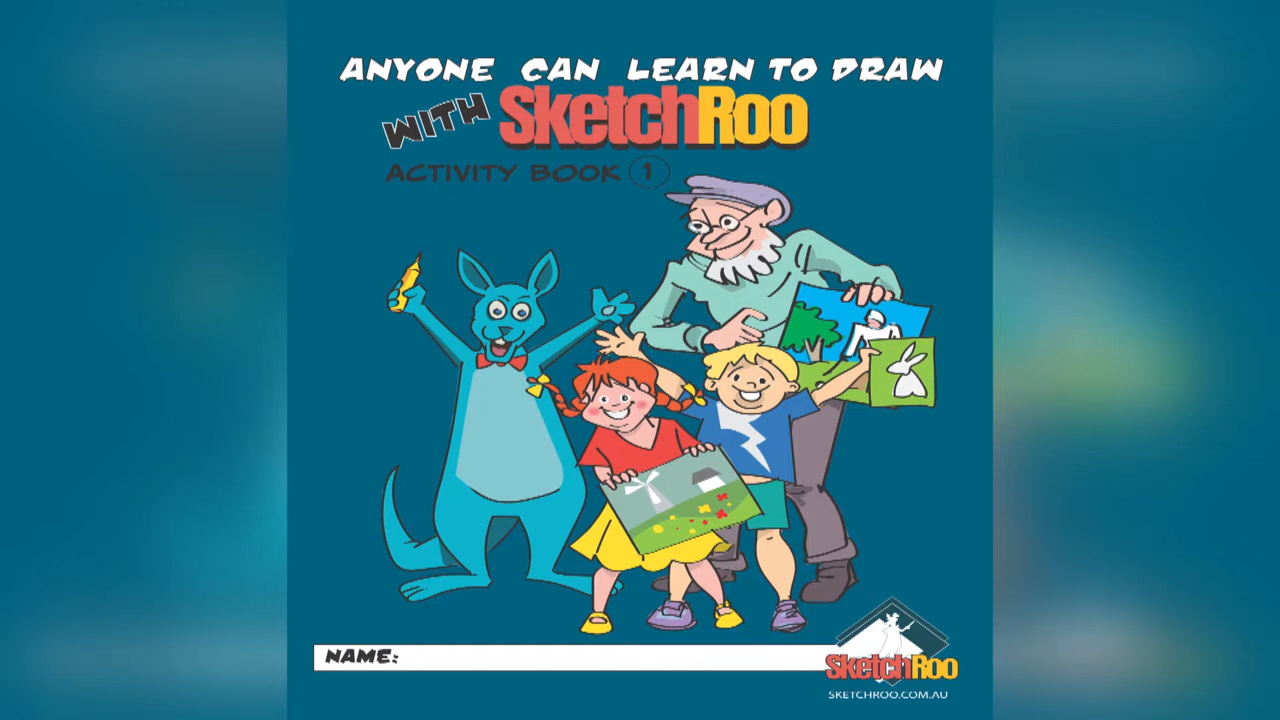 ANYONE CAN LEARN TO DRAW
WITH SketchRoo
ACTIVITY BOOK 1
NAME:
SketchRoo
SKETCHROO.COM.AU